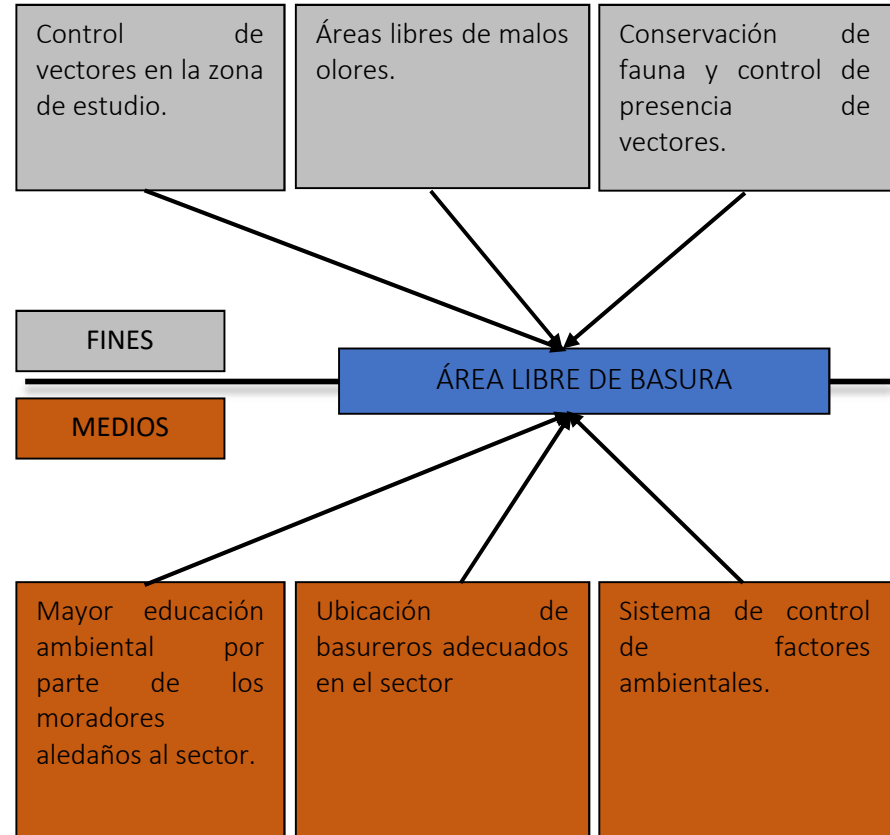 Control de
vectores en la zona
de estudio.
Áreas libres de malos
olores.
Conservación de
fauna y control de
presencia de
vectores.
FINES
ÁREA LIBRE DE BASURA
MEDIOS
Mayor educación
ambiental por
parte de los
moradores
aledaños al sector.
Ubicación de
basureros adecuados
en el sector
Sistema de control
de factores
ambientales.